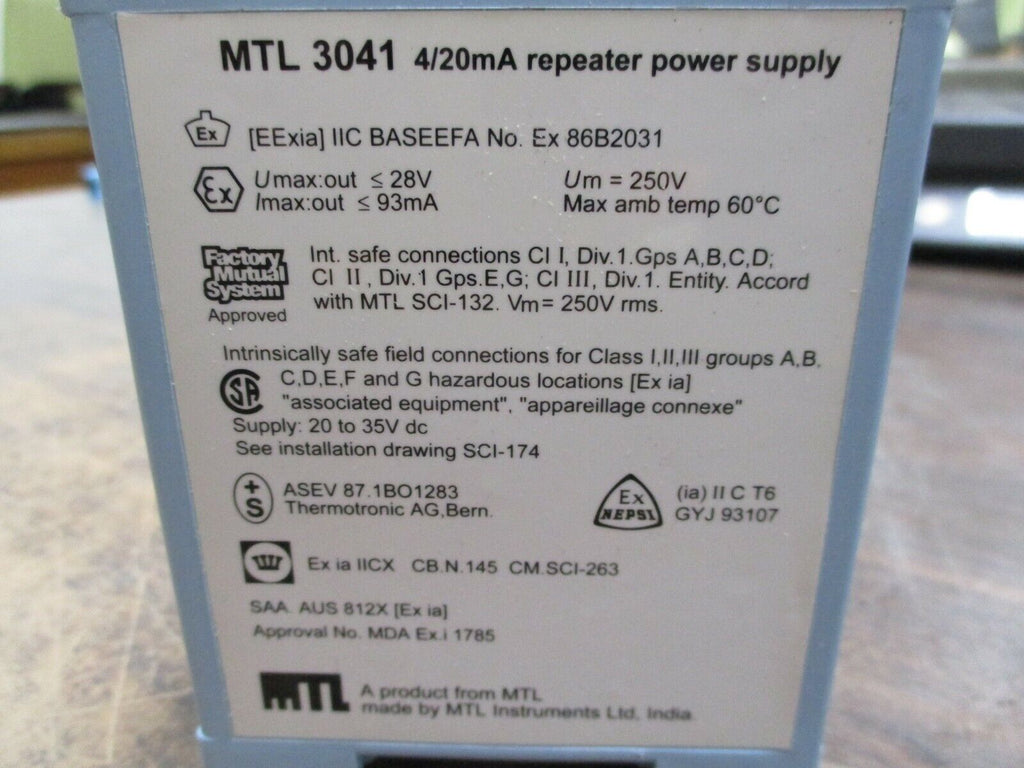 MTL 3041 4/20mA repeater power supply
Ex [EExia] IIC BASEEFA No. Ex 86B2031
Ex Umax:out ≤ 28V Um = 250V
Imax:out ≤ 93mA Max amb temp 60°C
Factory Mutual System Approved
Int. safe connections Cl I, Div.1.Gps A,B,C,D;
Cl II, Div.1 Gps.E,G; Cl III, Div.1. Entity. Accord
with MTL SCI-132. Vm= 250V rms.
Intrinsically safe field connections for Class I,II,III groups A,B,
SA C,D,E,F and G hazardous locations [Ex ia]
"associated equipment", "appareillage connexe"
Supply: 20 to 35V dc
See installation drawing SCI-174
+S ASEV 87.1BO1283
Thermotronic AG,Bern.
Ex NEPSI (ia) II C T6
GYJ 93107
Ex ia IICX CB.N.145 CM.SCI-263
SAA AUS 812X [Ex ia]
Approval No. MDA Ex.i 1785
MTL A product from MTL
made by MTL Instruments Ltd, India.